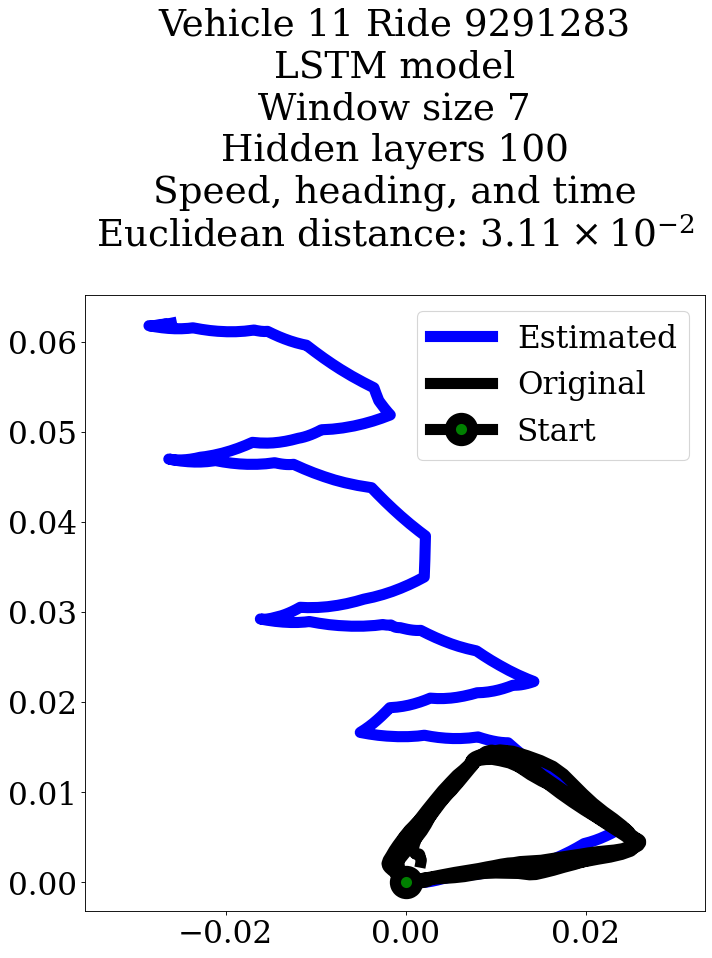 Vehicle 11 Ride 9291283
LSTM model
Window size 7
Hidden layers 100
Speed, heading, and time
Euclidean distance: 3.11 × 10⁻²
Estimated
Original
Start
0.06
0.05
0.04
0.03
0.02
0.01
0.00
−0.02 0.00 0.02